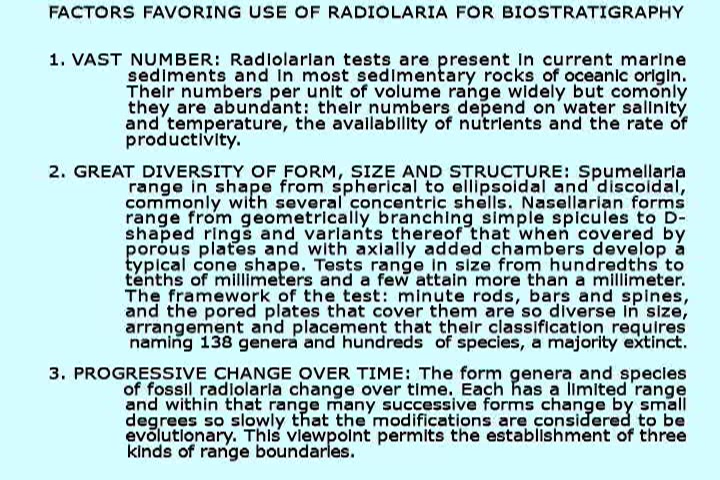 FACTORS FAVORING USE OF RADIOLARIA FOR BIOSTRATIGRAPHY
1. VAST NUMBER: Radiolarian tests are present in current marine
sediments and in most sedimentary rocks of oceanic origin.
Their numbers per unit of volume range widely but comonly
they are abundant: their numbers depend on water salinity
and temperature, the availability of nutrients and the rate of
productivity.
2. GREAT DIVERSITY OF FORM, SIZE AND STRUCTURE: Spumellaria
range in shape from spherical to ellipsoidal and discoidal,
commonly with several concentric shells. Nasellarian forms
range from geometrically branching simple spicules to D-
shaped rings and variants thereof that when covered by
porous plates and with axially added chambers develop a
typical cone shape. Tests range in size from hundredths to
tenths of millimeters and a few attain more than a millimeter.
The framework of the test: minute rods, bars and spines,
and the pored plates that cover them are so diverse in size,
arrangement and placement that their classification requires
naming 138 genera and hundreds of species, a majority extinct.
3. PROGRESSIVE CHANGE OVER TIME: The form genera and species
of fossil radiolaria change over time. Each has a limited range
and within that range many successive forms change by small
degrees so slowly that the modifications are considered to be
evolutionary. This viewpoint permits the establishment of three
kinds of range boundaries.